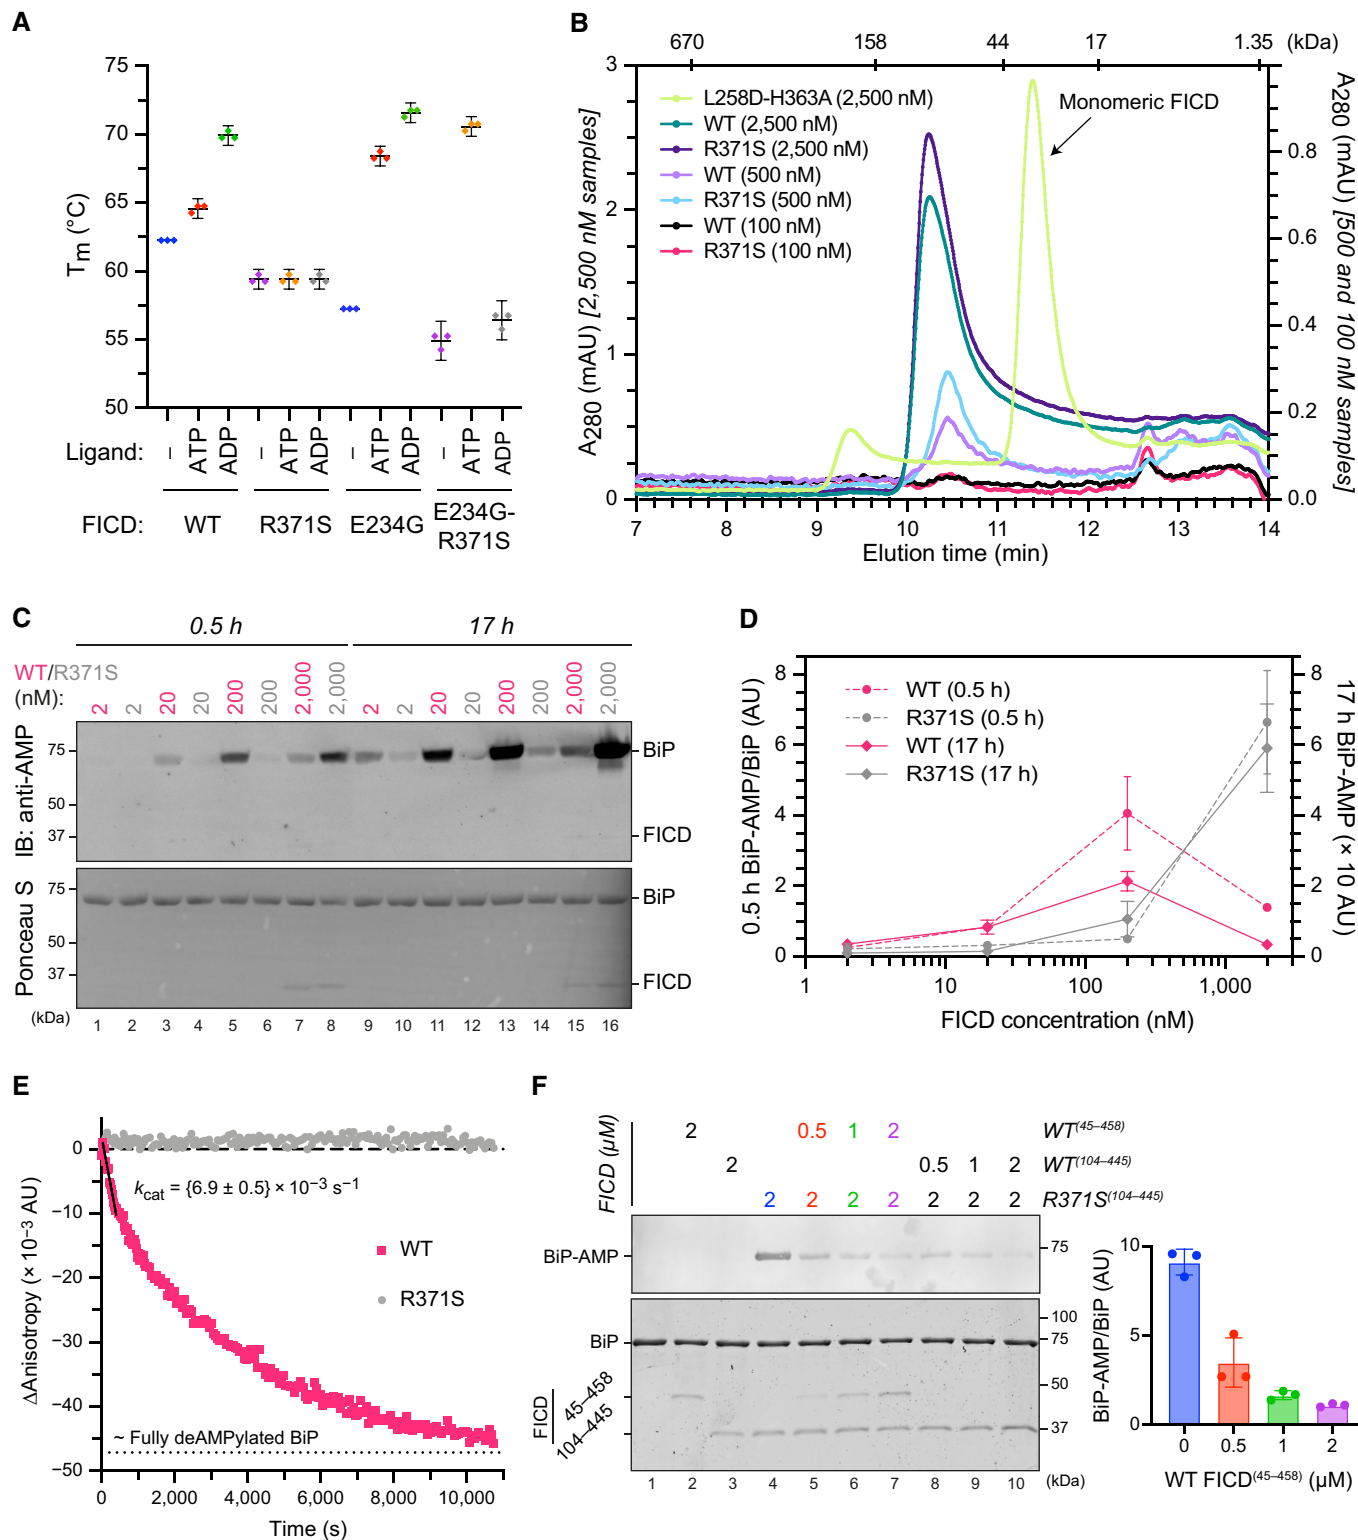 A
75
70
65
60
55
50
Tm (°C)
Ligand:
–
ATP
ADP
–
ATP
ADP
–
ATP
ADP
–
ATP
ADP
FICD:
WT
R371S
E234G
E234G-
R371S
B
670
158
44
17
1.35
(kDa)
3
2
1
0
A280 (mAU) [2,500 nM samples]
L258D-H363A (2,500 nM)
WT (2,500 nM)
R371S (2,500 nM)
WT (500 nM)
R371S (500 nM)
WT (100 nM)
R371S (100 nM)
Monomeric FICD
0.8
0.6
0.4
0.2
0.0
A280 (mAU) [500 and 100 nM samples]
7
8
9
10
11
12
13
14
Elution time (min)
C
0.5 h
17 h
WT/R371S
(nM):
2
2
20
20
200
200
2,000
2,000
2
2
20
20
200
200
2,000
2,000
IB: anti-AMP
75
50
37
BiP
FICD
Ponceau S
75
50
37
BiP
FICD
(kDa)
1
2
3
4
5
6
7
8
9
10
11
12
13
14
15
16
D
8
6
4
2
0
0.5 h BiP-AMP/BiP (AU)
WT (0.5 h)
R371S (0.5 h)
WT (17 h)
R371S (17 h)
8
6
4
2
0
17 h BiP-AMP (× 10 AU)
1
10
100
1,000
FICD concentration (nM)
E
0
−10
−20
−30
−40
−50
ΔAnisotropy (× 10−3 AU)
kcat = {6.9 ± 0.5} × 10−3 s−1
WT
R371S
~ Fully deAMPylated BiP
0
2,000
4,000
6,000
8,000
10,000
Time (s)
F
FICD (μM)
2 0.5 1 2 WT(45–458)
2 0.5 1 2 WT(104–445)
2 2 2 2 2 2 2 R371S(104–445)
BiP-AMP
75
BiP
100
75
50
37
FICD
45–458
104–445
1
2
3
4
5
6
7
8
9
10
(kDa)
10
5
0
BiP-AMP/BiP (AU)
0
0.5
1
2
WT FICD(45–458) (μM)